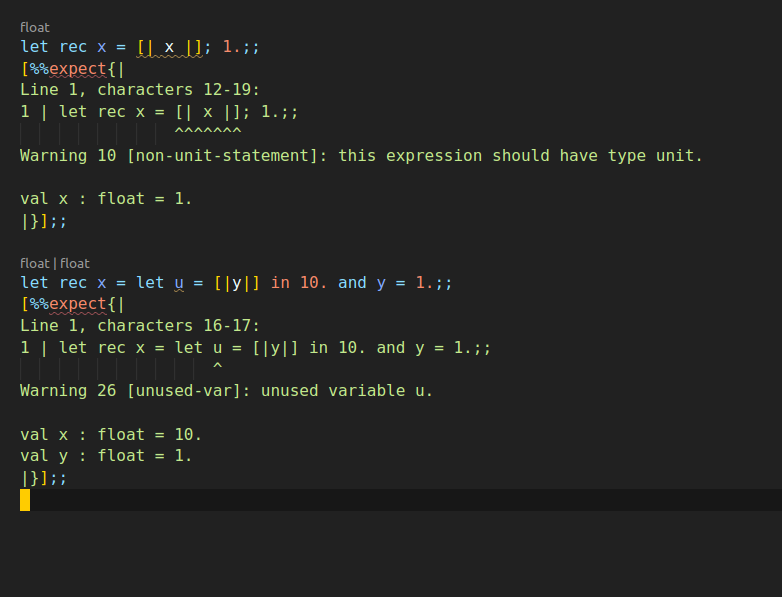 float
let rec x = [| x |]; 1.;;
[%%expect{|
Line 1, characters 12-19:
1 | let rec x = [| x |]; 1.;;
                ^^^^^^^
Warning 10 [non-unit-statement]: this expression should have type unit.

val x : float = 1.
|}];;

float | float
let rec x = let u = [|y|] in 10. and y = 1.;;
[%%expect{|
Line 1, characters 16-17:
1 | let rec x = let u = [|y|] in 10. and y = 1.;;
                    ^
Warning 26 [unused-var]: unused variable u.

val x : float = 10.
val y : float = 1.
|}];;